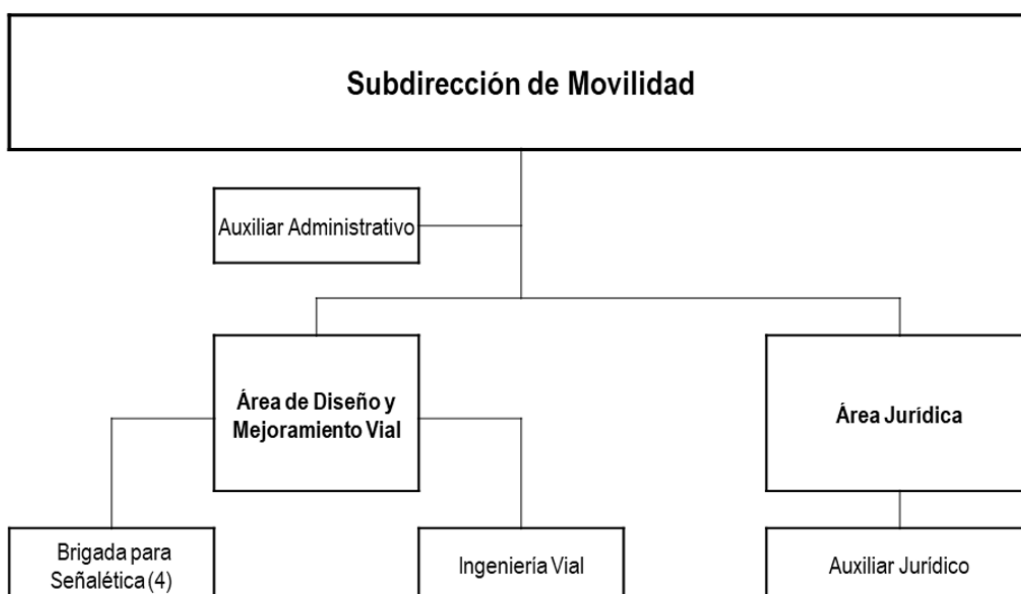 Subdirección de Movilidad
Auxiliar Administrativo
Área de Diseño y
Mejoramiento Vial
Área Jurídica
Brigada para
Señalética (4)
Ingeniería Vial
Auxiliar Jurídico